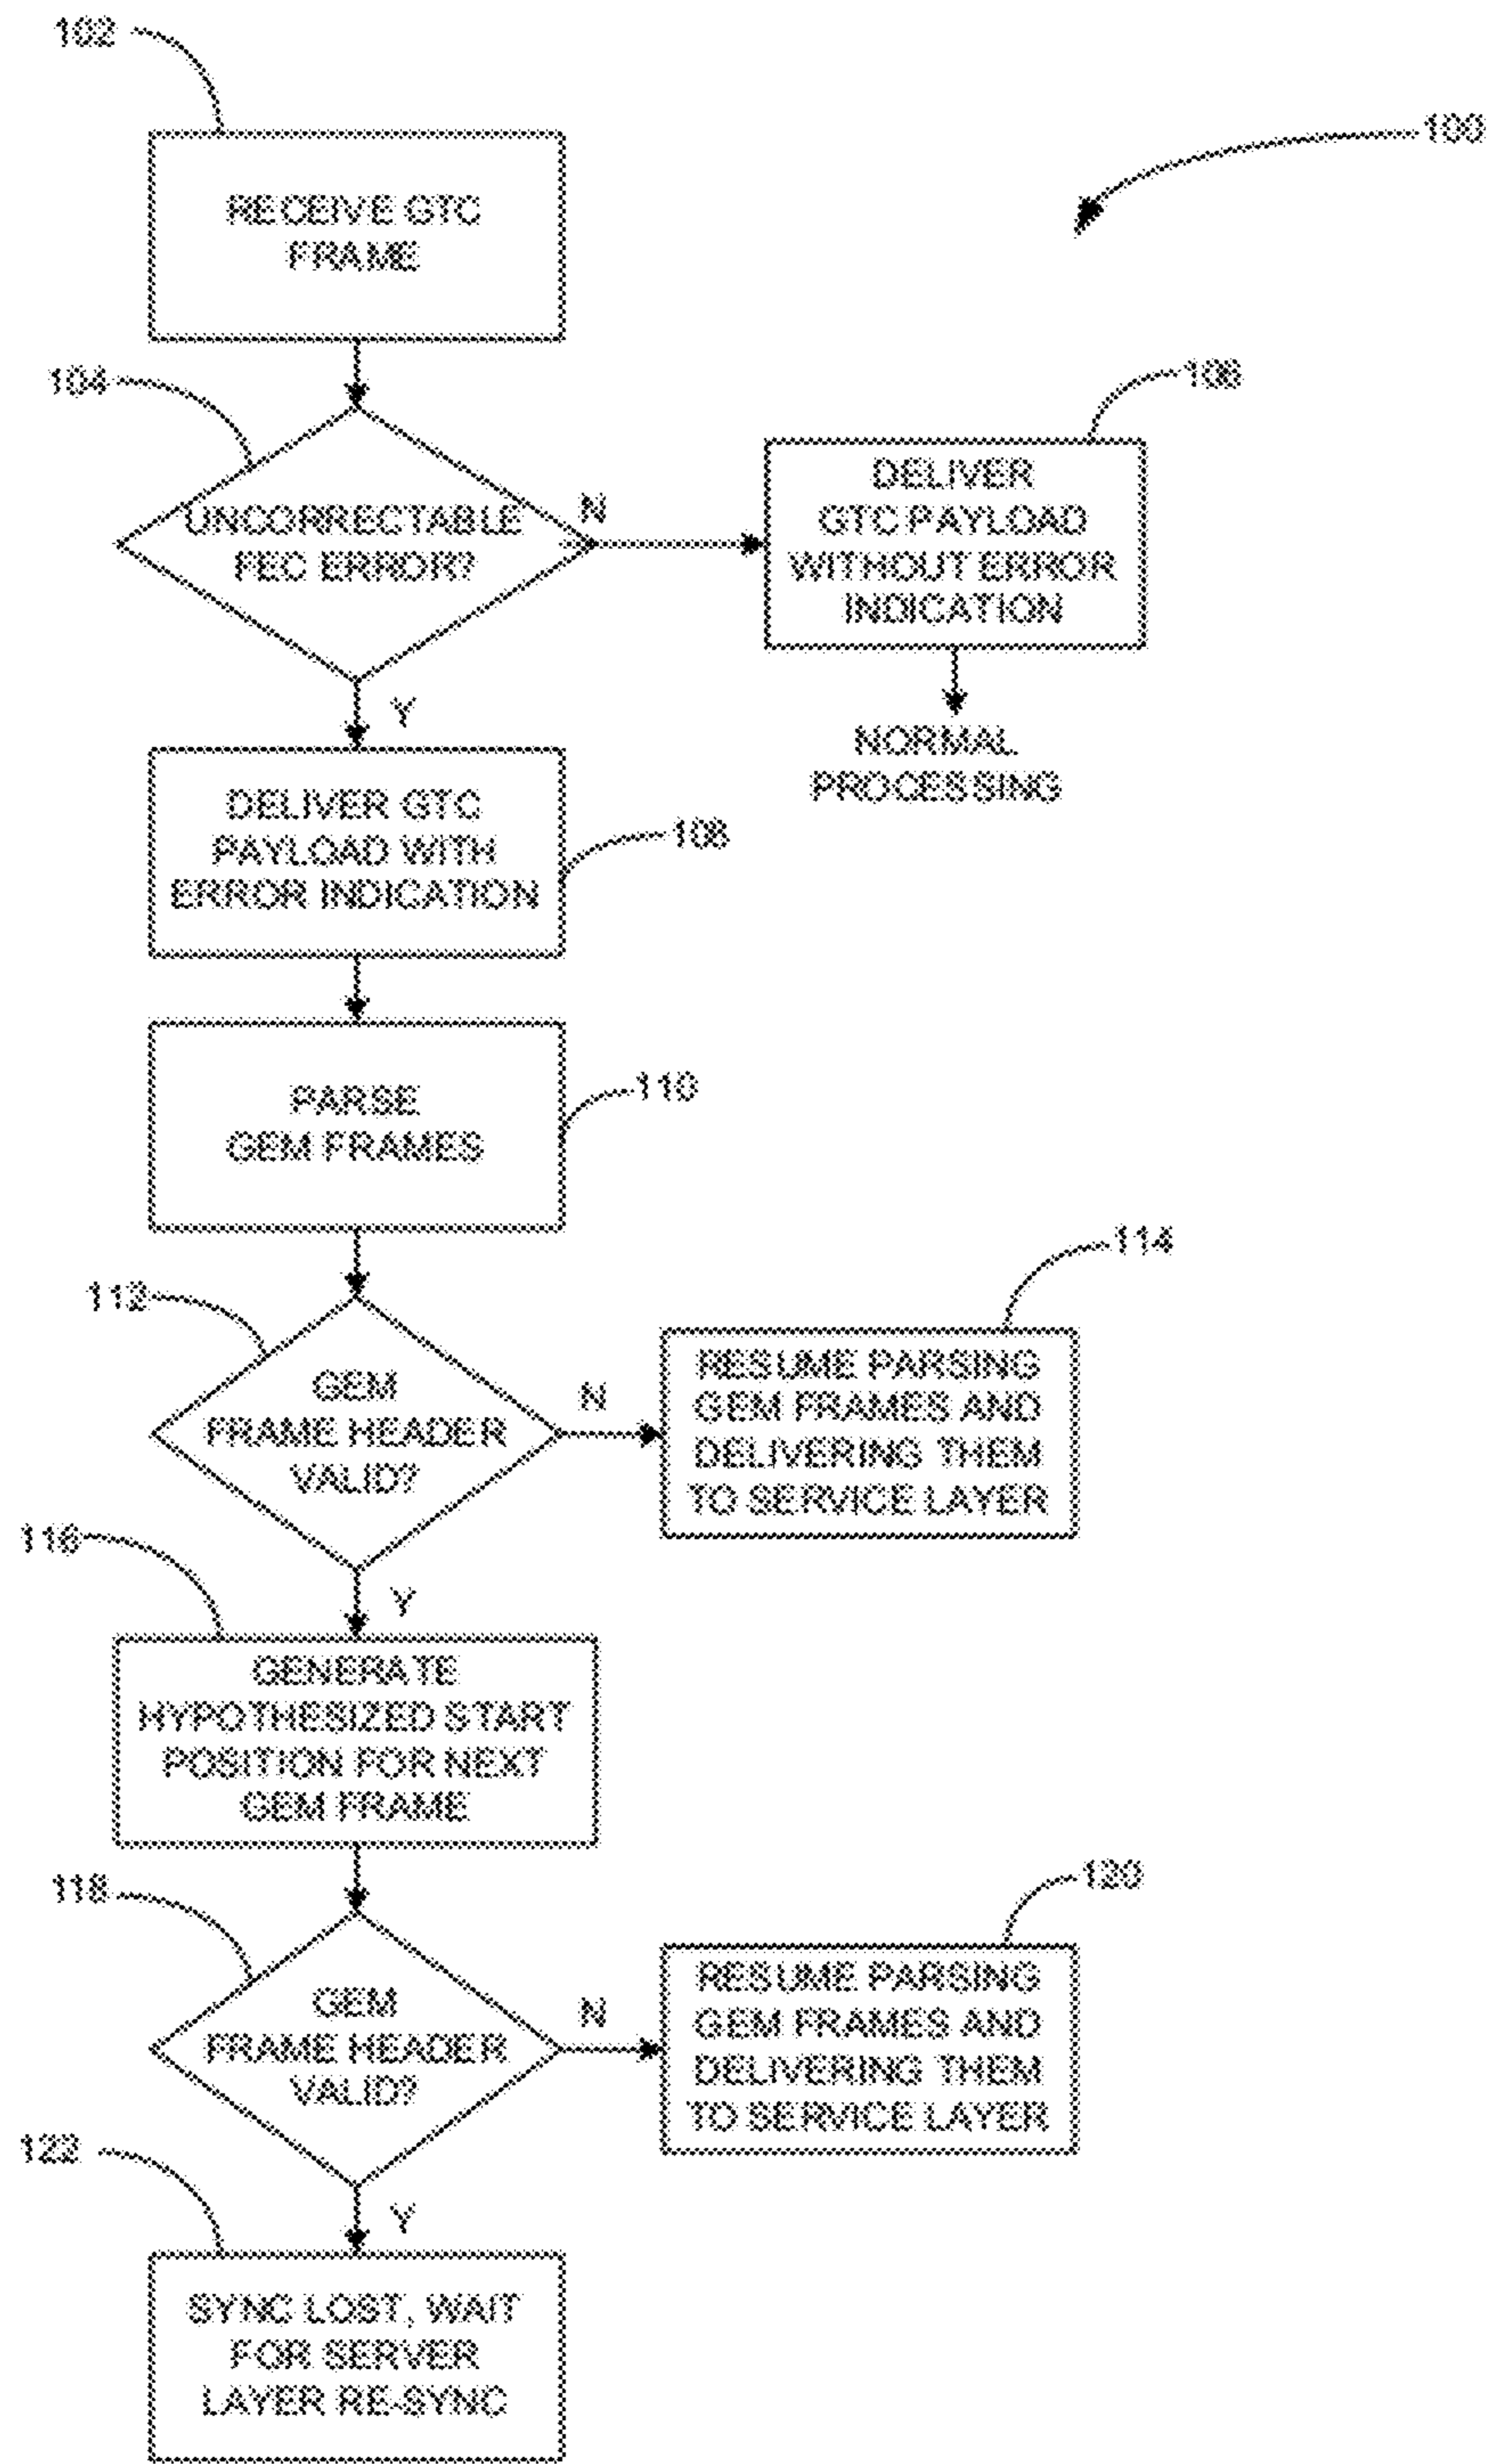 102
100
RECEIVE GTC
FRAME
104
UNCORRECTABLE
FEC ERROR?
N
106
DELIVER
GTC PAYLOAD
WITHOUT ERROR
INDICATION
Y
NORMAL
PROCESSING
DELIVER GTC
PAYLOAD WITH
ERROR INDICATION
108
PARSE
GEM FRAMES
110
112
GEM
FRAME HEADER
VALID?
N
114
RESUME PARSING
GEM FRAMES AND
DELIVERING THEM
TO SERVICE LAYER
116
Y
GENERATE
HYPOTHESIZED START
POSITION FOR NEXT
GEM FRAME
118
GEM
FRAME HEADER
VALID?
N
120
RESUME PARSING
GEM FRAMES AND
DELIVERING THEM
TO SERVICE LAYER
122
Y
SYNC LOST, WAIT
FOR SERVER
LAYER RE-SYNC